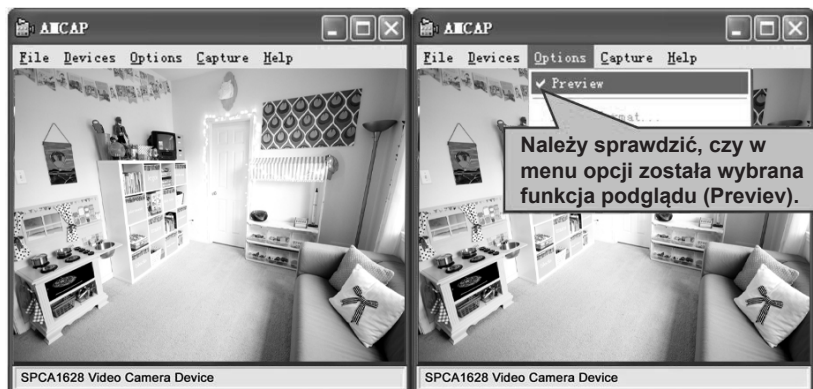 AMCAP
File Devices Options Capture Help
SPCA1628 Video Camera Device
AMCAP
File Devices Options Capture Help
Preview
Należy sprawdzić, czy w
menu opcji została wybrana
funkcja podglądu (Previev).
SPCA1628 Video Camera Device